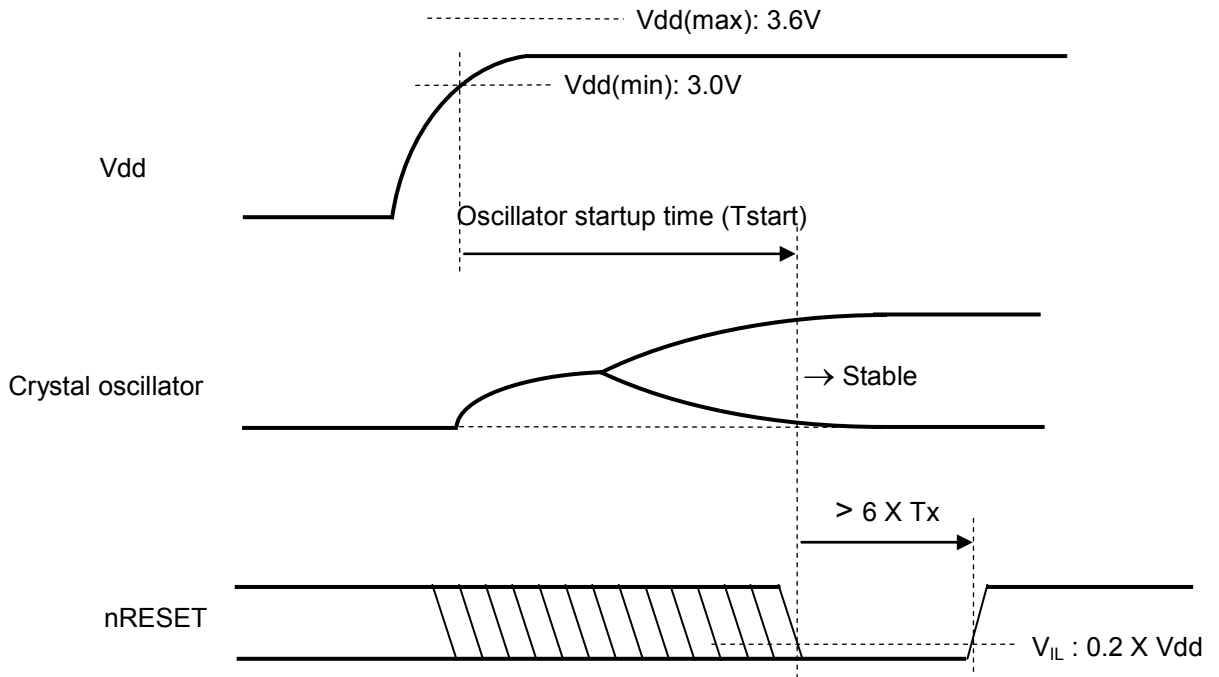 Vdd(max): 3.6V
Vdd(min): 3.0V
Vdd
Oscillator startup time (Tstart)
Crystal oscillator
→ Stable
> 6 X Tx
nRESET
VIL : 0.2 X Vdd